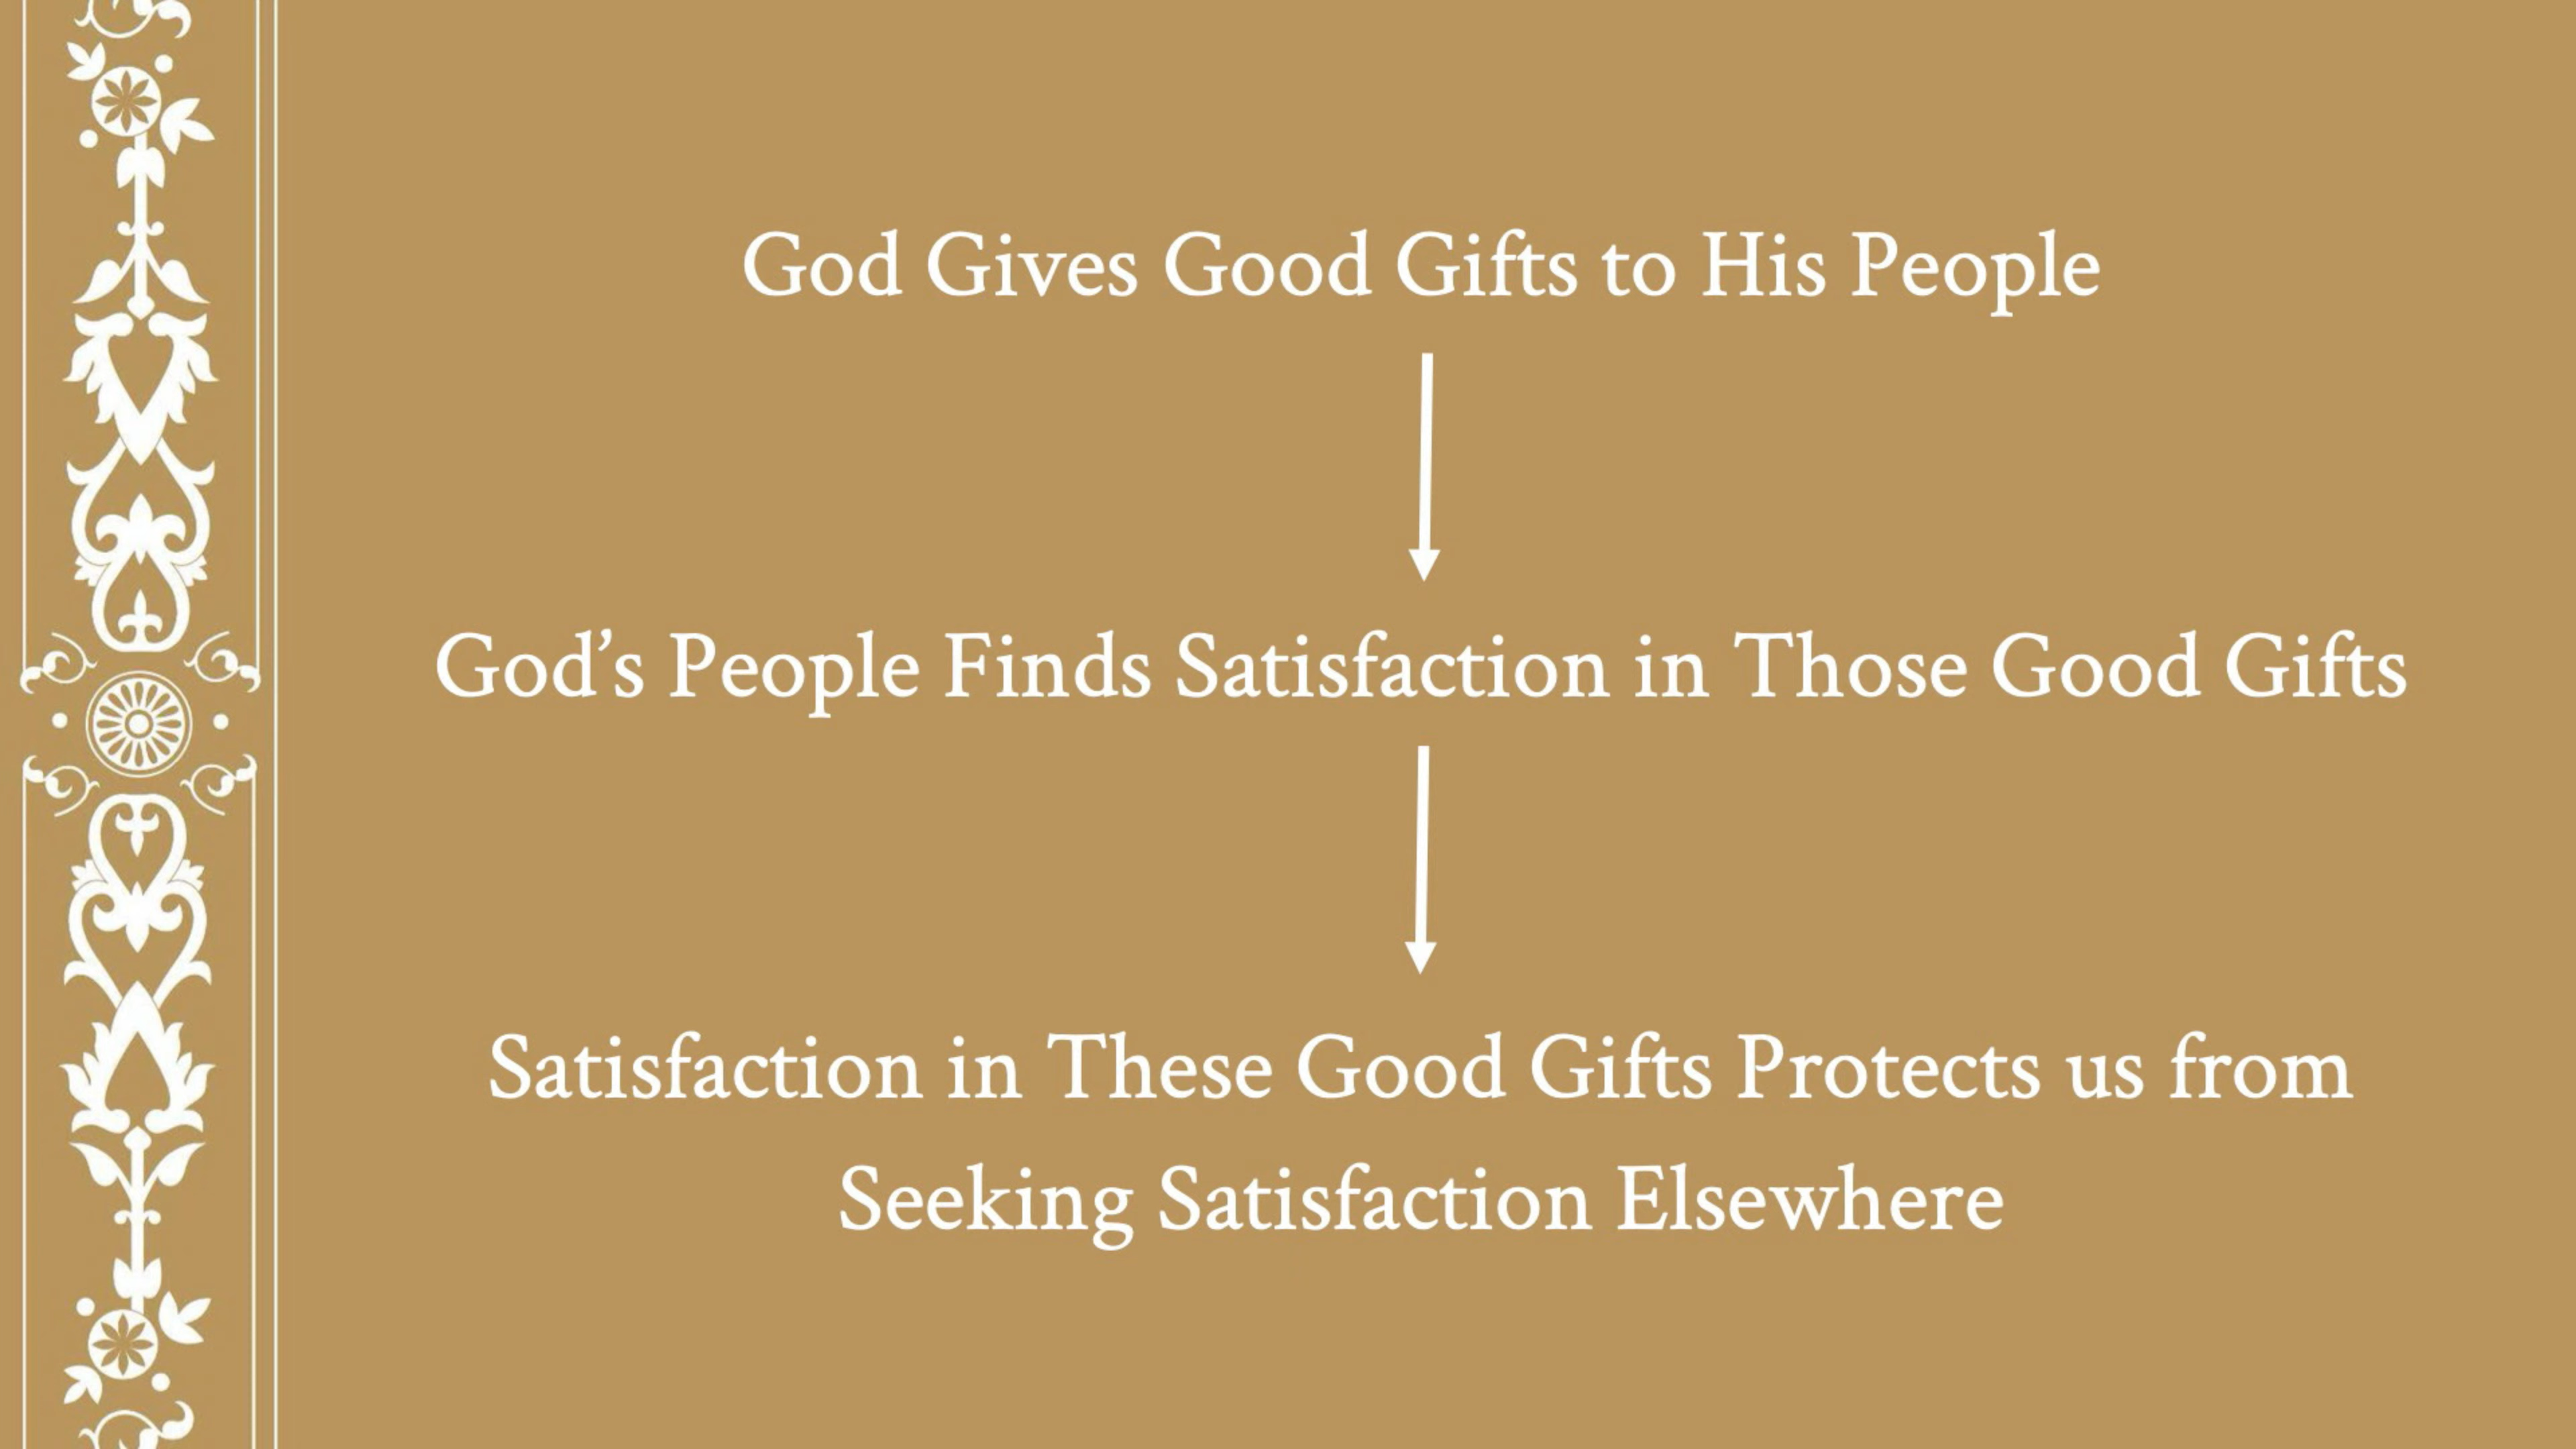 God Gives Good Gifts to His People
God’s People Finds Satisfaction in Those Good Gifts
Satisfaction in These Good Gifts Protects us from
Seeking Satisfaction Elsewhere